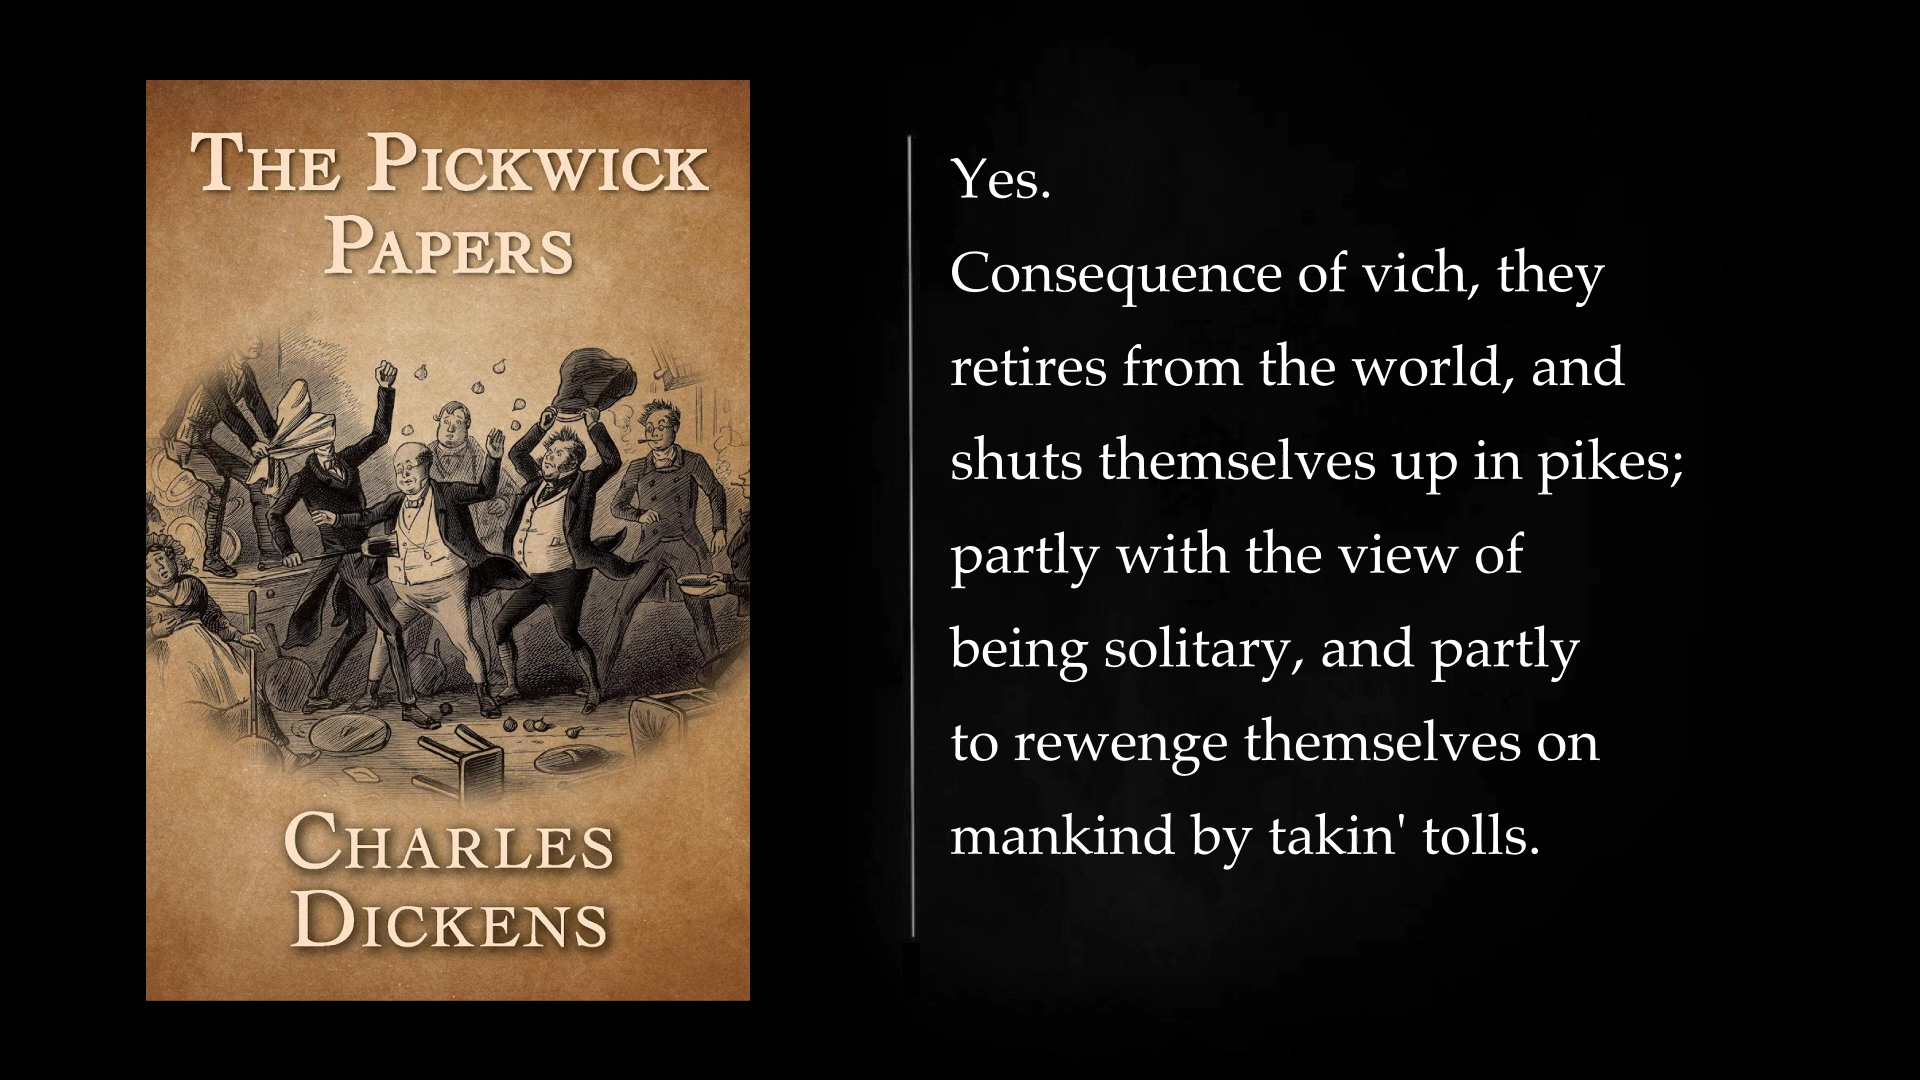 THE PICKWICK
PAPERS
CHARLES
DICKENS
Yes.
Consequence of vich, they
retires from the world, and
shuts themselves up in pikes;
partly with the view of
being solitary, and partly
to rewenge themselves on
mankind by takin' tolls.